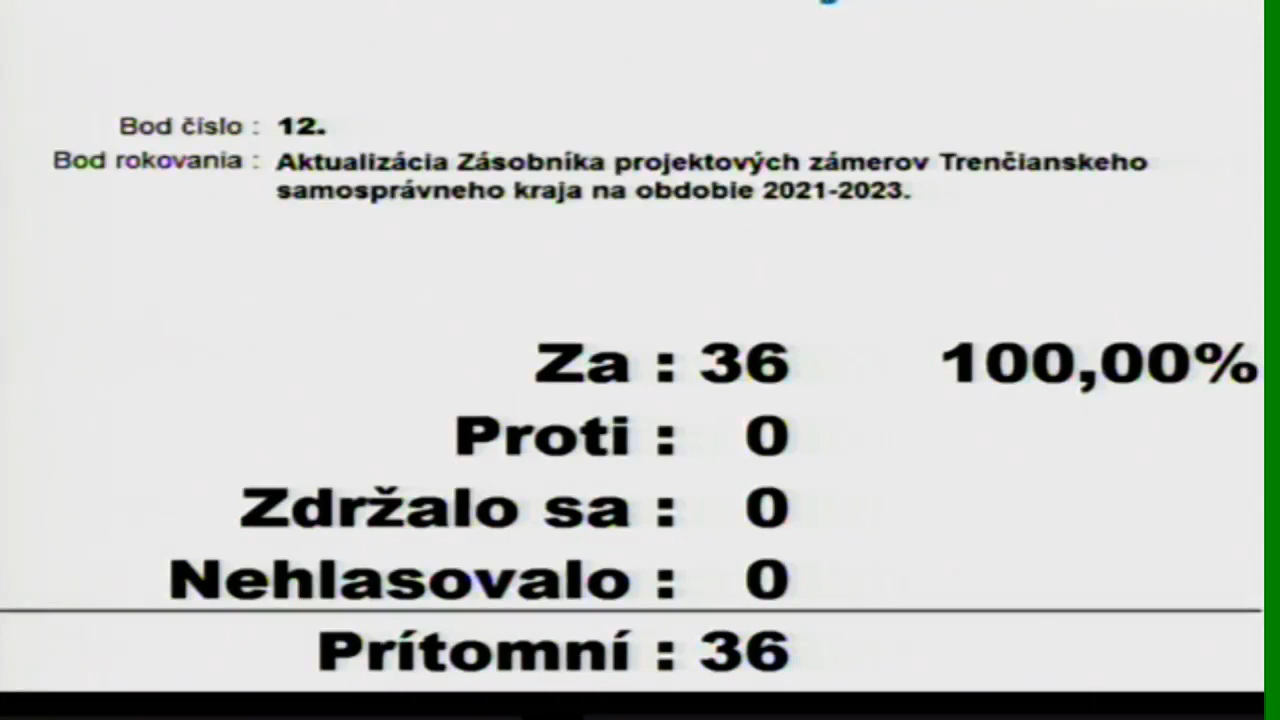 Bod číslo : 12.
Bod rokovania : Aktualizácia Zásobníka projektových zámerov Trenčianskeho
samosprávneho kraja na obdobie 2021-2023.
Za : 36 100,00%
Proti : 0
Zdržalo sa : 0
Nehlasovalo : 0
Prítomní : 36